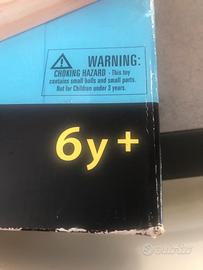 WARNING:
CHOKING HAZARD - This toy
contains small balls and small parts.
Not for Children under 3 years.
6y+